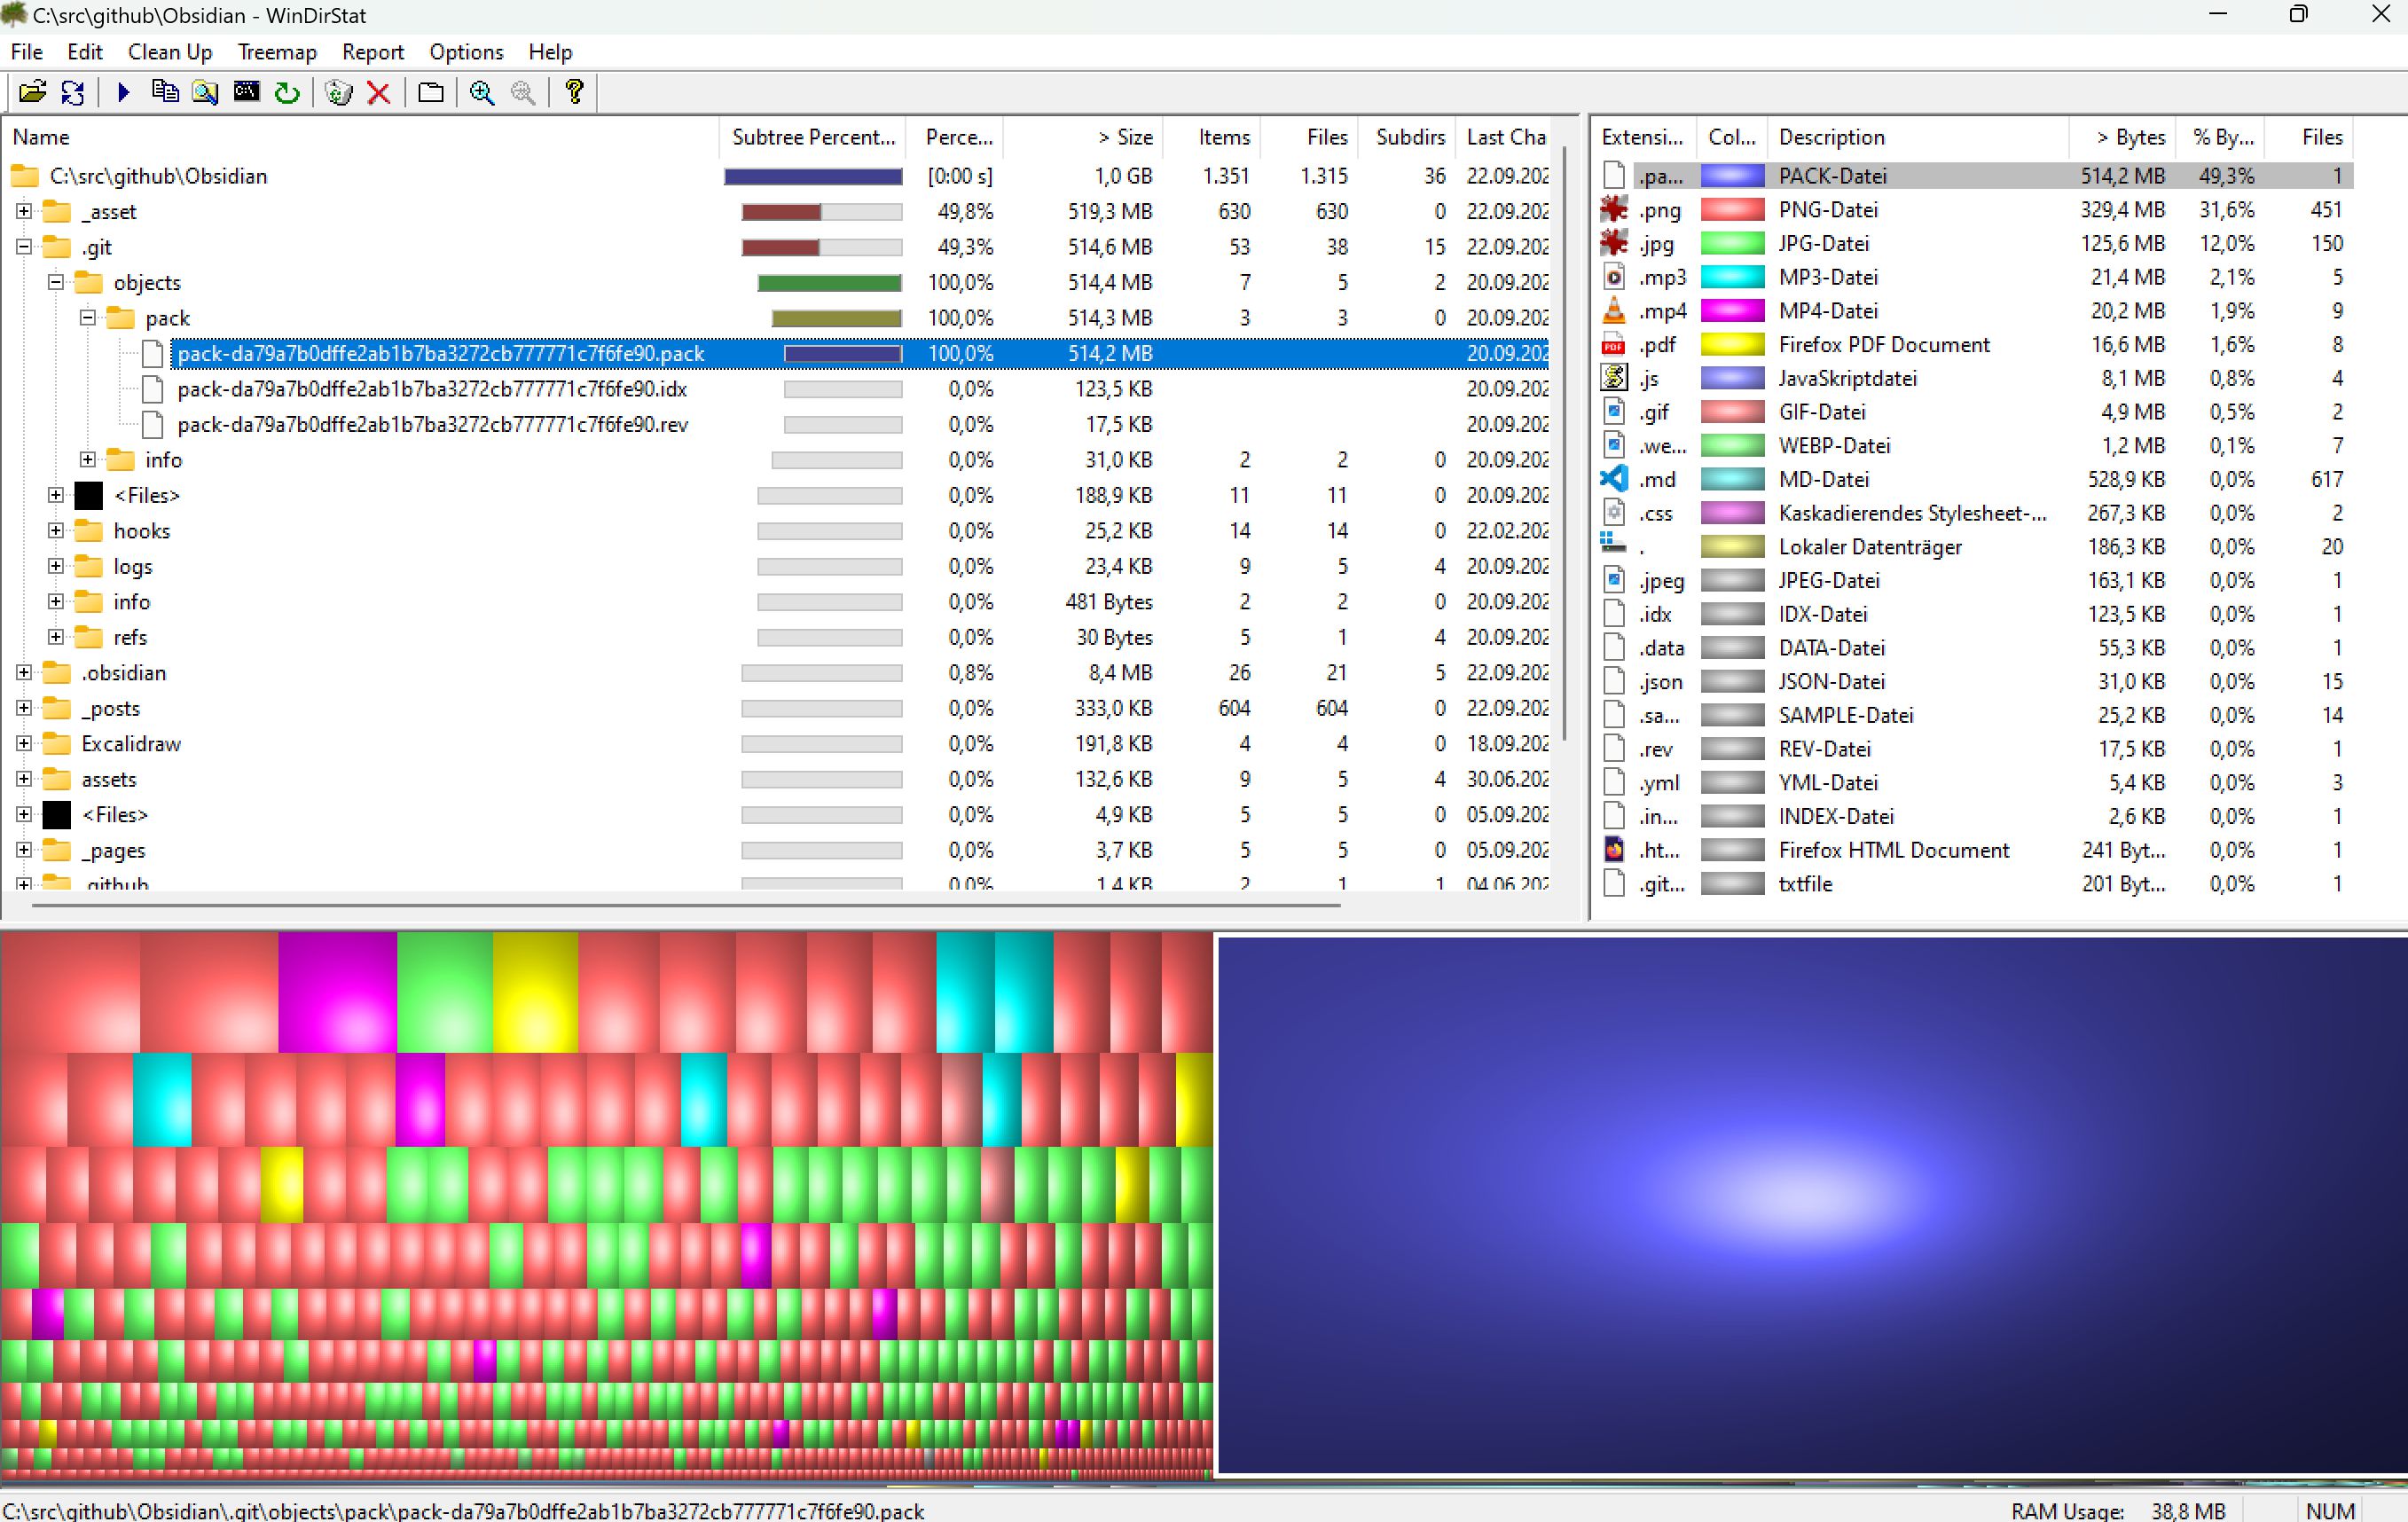 C:\src\github\Obsidian - WinDirStat
File Edit Clean Up Treemap Report Options Help
Name Subtree Percent... Perce... > Size Items Files Subdirs Last Cha
C:\src\github\Obsidian [0:00 s] 1,0 GB 1.351 1.315 36 22.09.202
_asset 49,8% 519,3 MB 630 630 0 22.09.202
.git 49,3% 514,6 MB 53 38 15 22.09.202
objects 100,0% 514,4 MB 7 5 2 20.09.202
pack 100,0% 514,3 MB 3 3 0 20.09.202
pack-da79a7b0dffe2ab1b7ba3272cb777771c7f6fe90.pack 100,0% 514,2 MB 20.09.202
pack-da79a7b0dffe2ab1b7ba3272cb777771c7f6fe90.idx 0,0% 123,5 KB 20.09.202
pack-da79a7b0dffe2ab1b7ba3272cb777771c7f6fe90.rev 0,0% 17,5 KB 20.09.202
info 0,0% 31,0 KB 2 2 0 20.09.202
<Files> 0,0% 188,9 KB 11 11 0 20.09.202
hooks 0,0% 25,2 KB 14 14 0 22.02.202
logs 0,0% 23,4 KB 9 5 4 20.09.202
info 0,0% 481 Bytes 2 2 0 20.09.202
refs 0,0% 30 Bytes 5 1 4 20.09.202
.obsidian 0,8% 8,4 MB 26 21 5 22.09.202
_posts 0,0% 333,0 KB 604 604 0 22.09.202
Excalidraw 0,0% 191,8 KB 4 4 0 18.09.202
assets 0,0% 132,6 KB 9 5 4 30.06.202
<Files> 0,0% 4,9 KB 5 5 0 05.09.202
_pages 0,0% 3,7 KB 5 5 0 05.09.202
.github 0,0% 1,4 KB 2 1 1 04.06.202
Extensi... Col... Description > Bytes % By... Files
.pa... PACK-Datei 514,2 MB 49,3% 1
.png PNG-Datei 329,4 MB 31,6% 451
.jpg JPG-Datei 125,6 MB 12,0% 150
.mp3 MP3-Datei 21,4 MB 2,1% 5
.mp4 MP4-Datei 20,2 MB 1,9% 9
PDF .pdf Firefox PDF Document 16,6 MB 1,6% 8
.js JavaSkriptdatei 8,1 MB 0,8% 4
.gif GIF-Datei 4,9 MB 0,5% 2
.we... WEBP-Datei 1,2 MB 0,1% 7
.md MD-Datei 528,9 KB 0,0% 617
.css Kaskadierendes Stylesheet-... 267,3 KB 0,0% 2
. Lokaler Datenträger 186,3 KB 0,0% 20
.jpeg JPEG-Datei 163,1 KB 0,0% 1
.idx IDX-Datei 123,5 KB 0,0% 1
.data DATA-Datei 55,3 KB 0,0% 1
.json JSON-Datei 31,0 KB 0,0% 15
.sa... SAMPLE-Datei 25,2 KB 0,0% 14
.rev REV-Datei 17,5 KB 0,0% 1
.yml YML-Datei 5,4 KB 0,0% 3
.in... INDEX-Datei 2,6 KB 0,0% 1
.ht... Firefox HTML Document 241 Byt... 0,0% 1
.git... txtfile 201 Byt... 0,0% 1
C:\src\github\Obsidian\.git\objects\pack\pack-da79a7b0dffe2ab1b7ba3272cb777771c7f6fe90.pack RAM Usage: 38,8 MB NUM